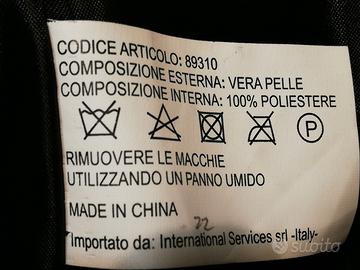 CODICE ARTICOLO: 89310
COMPOSIZIONE ESTERNA: VERA PELLE
COMPOSIZIONE INTERNA: 100% POLIESTERE
P
RIMUOVERE LE MACCHIE
UTILIZZANDO UN PANNO UMIDO
MADE IN CHINA
22
Importato da: International Services srl -Italy-
subito